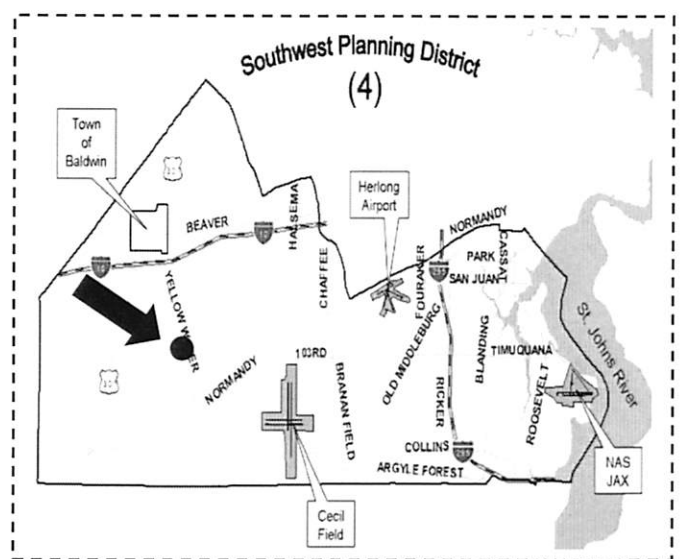 Southwest Planning District
(4)
Town
of
Baldwin
Herlong
Airport
BEAVER
HALSEMA
CHAFFEE
NORMANDY
CASSAT
PARK
SAN JUAN
FOURAKER
OLD MIDDLEBURG
BLANDING
TIMUQUANA
ROOSEVELT
St. Johns River
YELLOW
NORMANDY
103RD
BRANAN FIELD
RICKER
COLLINS
ARGYLE FOREST
NAS
JAX
Cecil
Field